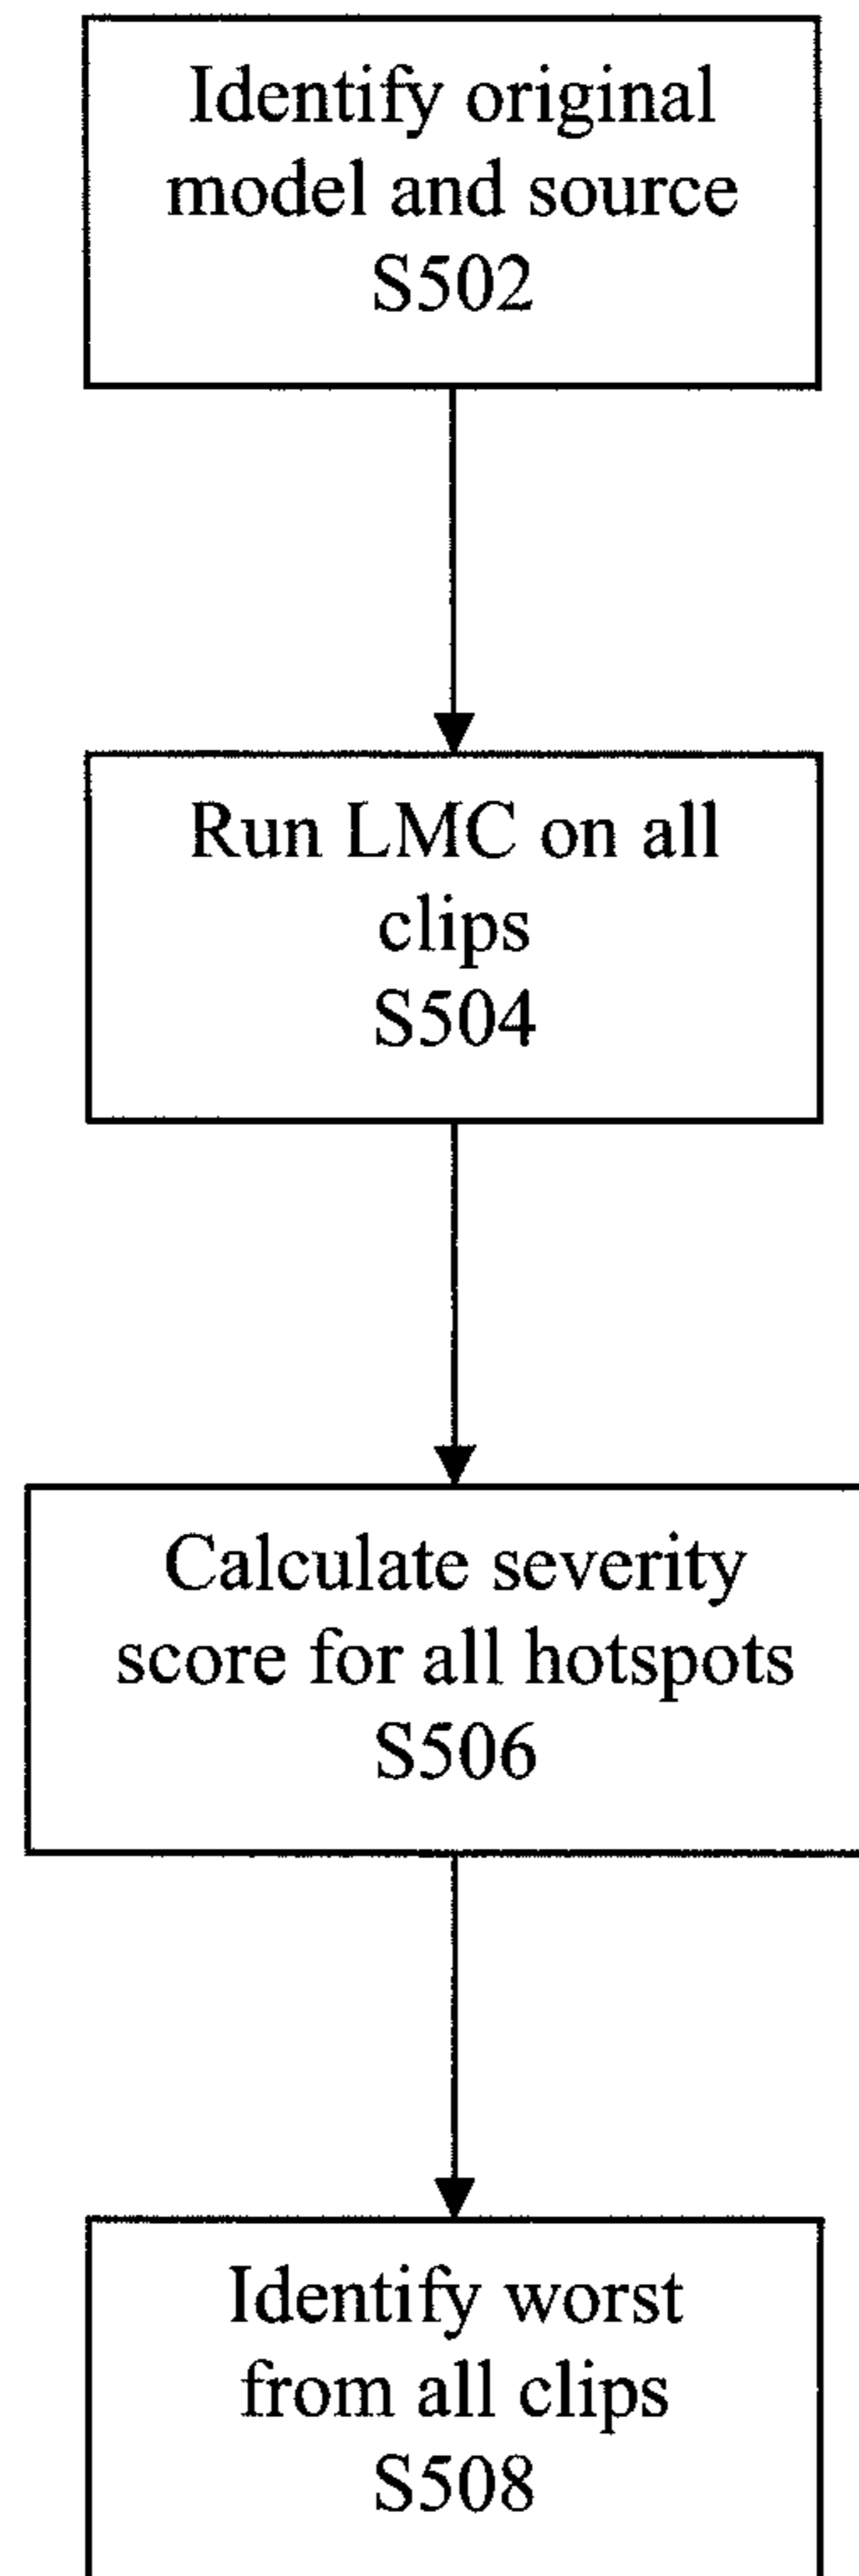 Identify original
model and source
S502
Run LMC on all
clips
S504
Calculate severity
score for all hotspots
S506
Identify worst
from all clips
S508